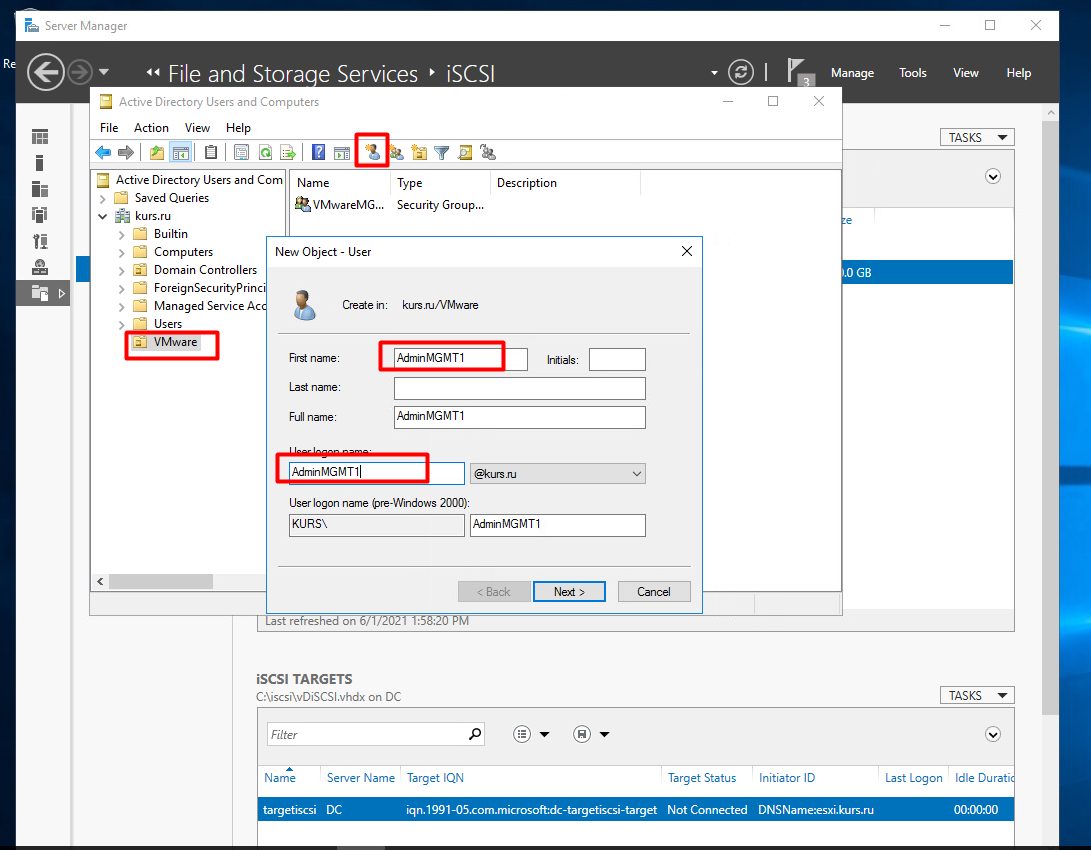 Server Manager
Re
File and Storage Services
iSCSI
3
Manage
Tools
View
Help
Active Directory Users and Computers
File
Action
View
Help
TASKS
Active Directory Users and Com
Saved Queries
kurs.ru
Builtin
Computers
Domain Controllers
ForeignSecurityPrinci
Managed Service Acc
Users
VMware
Name
Type
Description
VMwareMG...
Security Group...
ze
0.0 GB
New Object - User
Create in:
kurs.ru/VMware
First name:
AdminMGMT1
Initials:
Last name:
Full name:
AdminMGMT1
User logon name:
AdminMGMT1
@kurs.ru
User logon name (pre-Windows 2000):
KURS\
AdminMGMT1
< Back
Next >
Cancel
Last refreshed on 6/1/2021 1:58:20 PM
iSCSI TARGETS
C:\iscsi\vDiSCSI.vhdx on DC
TASKS
Filter
Name
Server Name
Target IQN
Target Status
Initiator ID
Last Logon
Idle Duratio
targetiscsi
DC
iqn.1991-05.com.microsoft:dc-targetiscsi-target
Not Connected
DNSName:esxi.kurs.ru
00:00:00